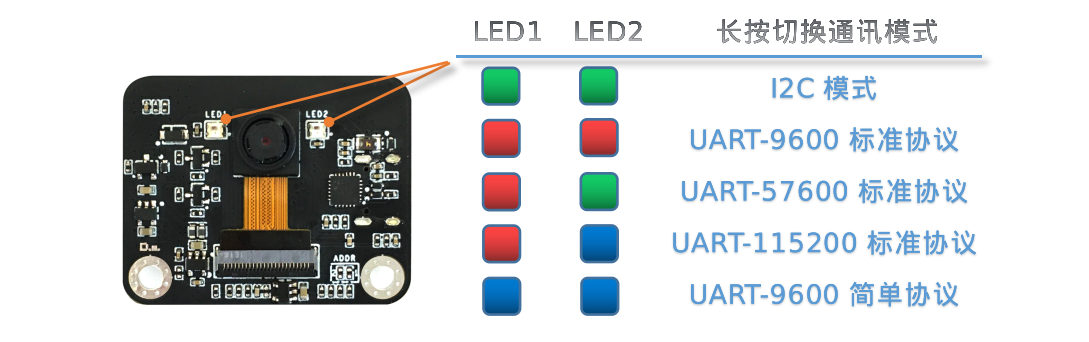 LED1 LED2 长按切换通讯模式
I2C 模式
LED1 LED2
UART-9600 标准协议
UART-57600 标准协议
UART-115200 标准协议
ADDR
UART-9600 简单协议